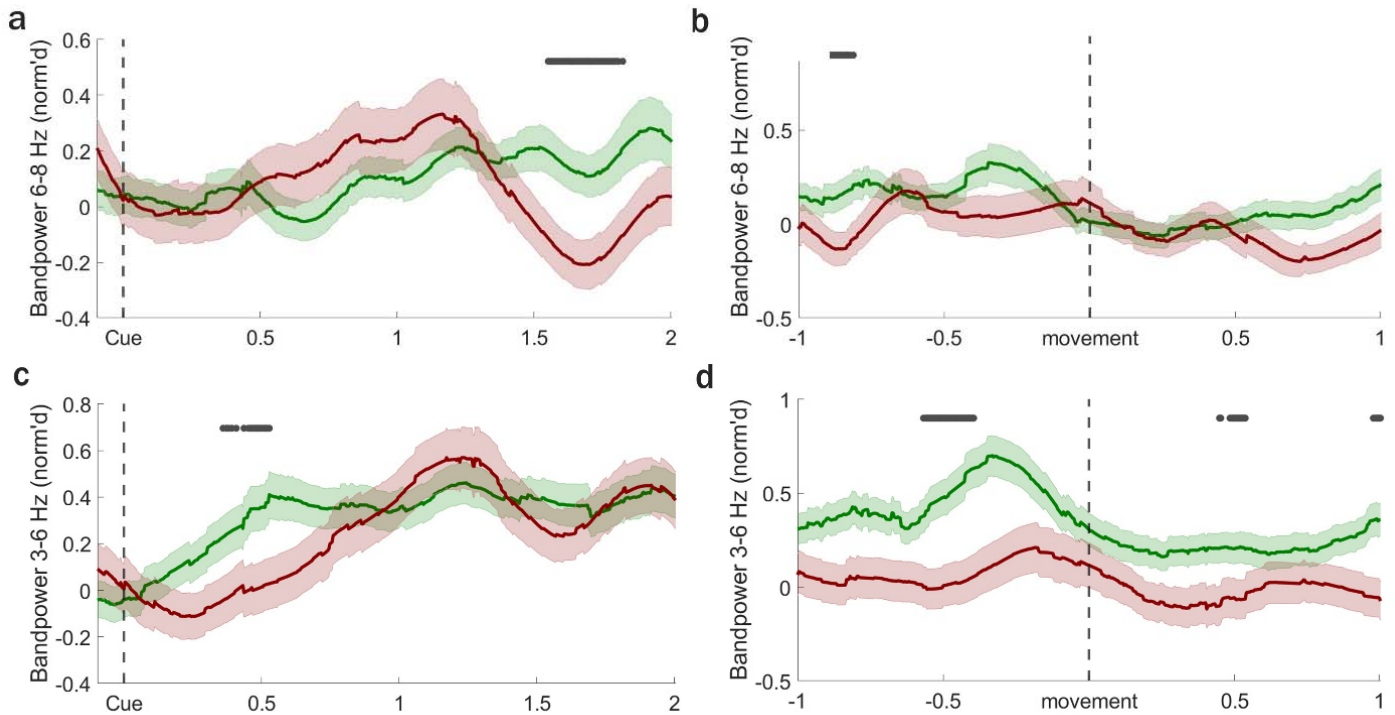 a
Bandpower 6-8 Hz (norm'd)
0.6
0.4
0.2
0
-0.2
-0.4
Cue 0.5 1 1.5 2
b
Bandpower 6-8 Hz (norm'd)
0.5
0
-0.5
-1 -0.5 movement 0.5 1
c
Bandpower 3-6 Hz (norm'd)
0.8
0.6
0.4
0.2
0
-0.2
-0.4
Cue 0.5 1 1.5 2
d
Bandpower 3-6 Hz (norm'd)
1
0.5
0
-0.5
-1 -0.5 movement 0.5 1